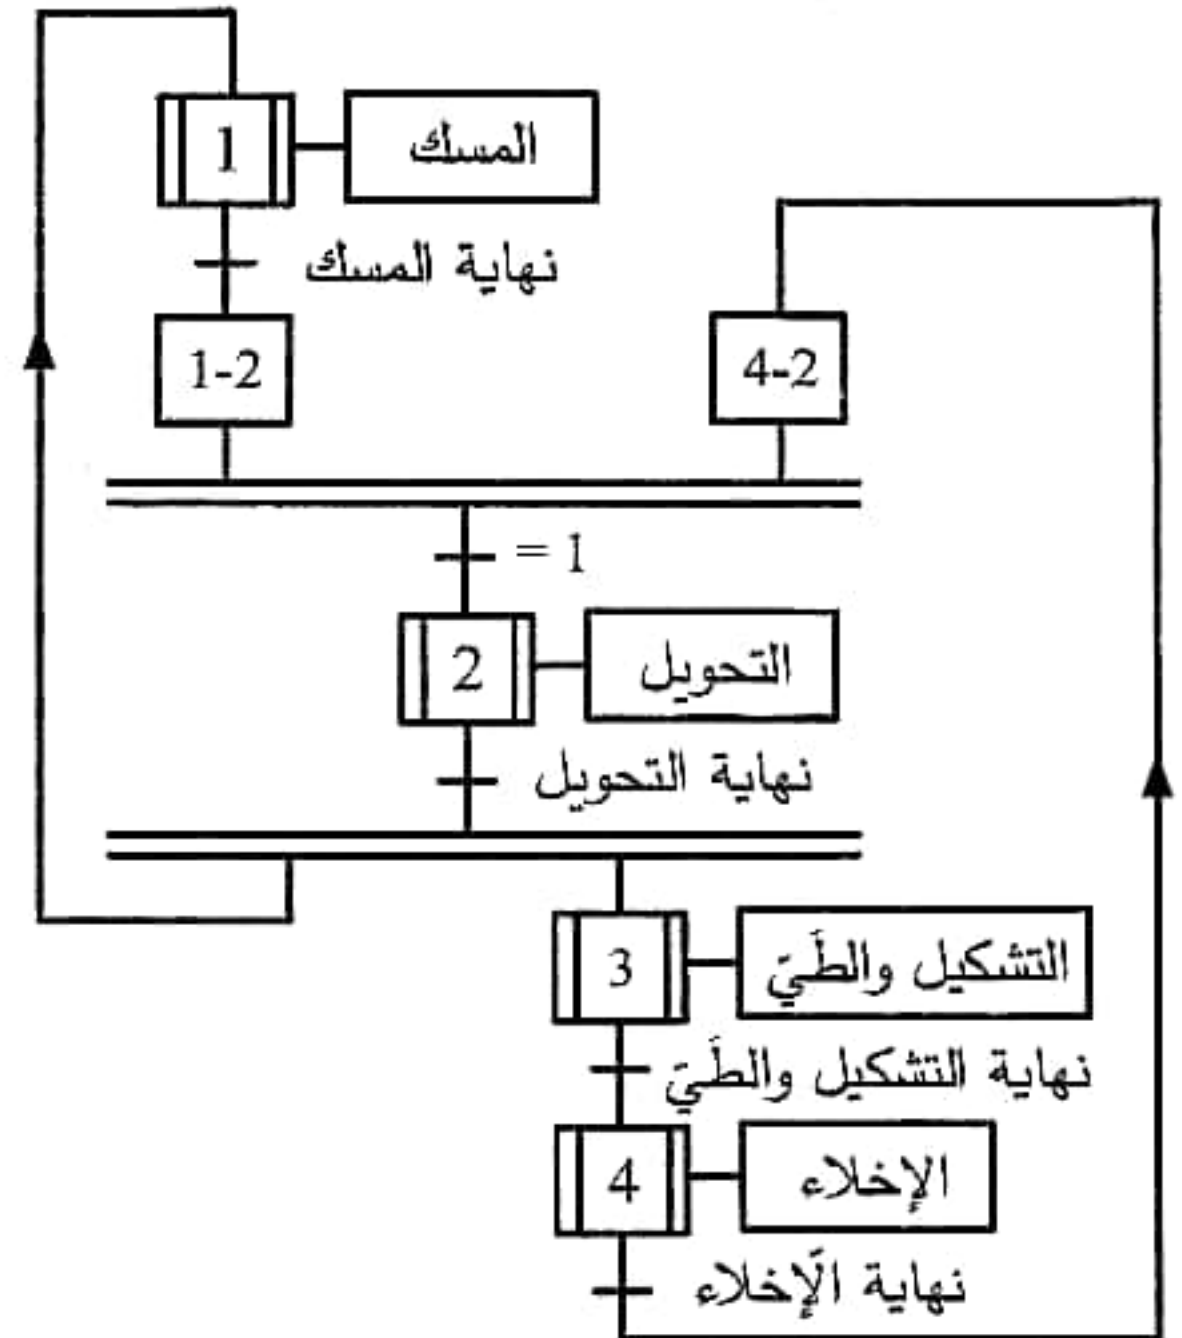 1 المسك
نهاية المسك
1-2 4-2
= 1
2 التحويل
نهاية التحويل
3 التشكيل والطَيَ
نهاية التشكيل والطَيَ
4 الإخلاء
نهاية الإخلاء